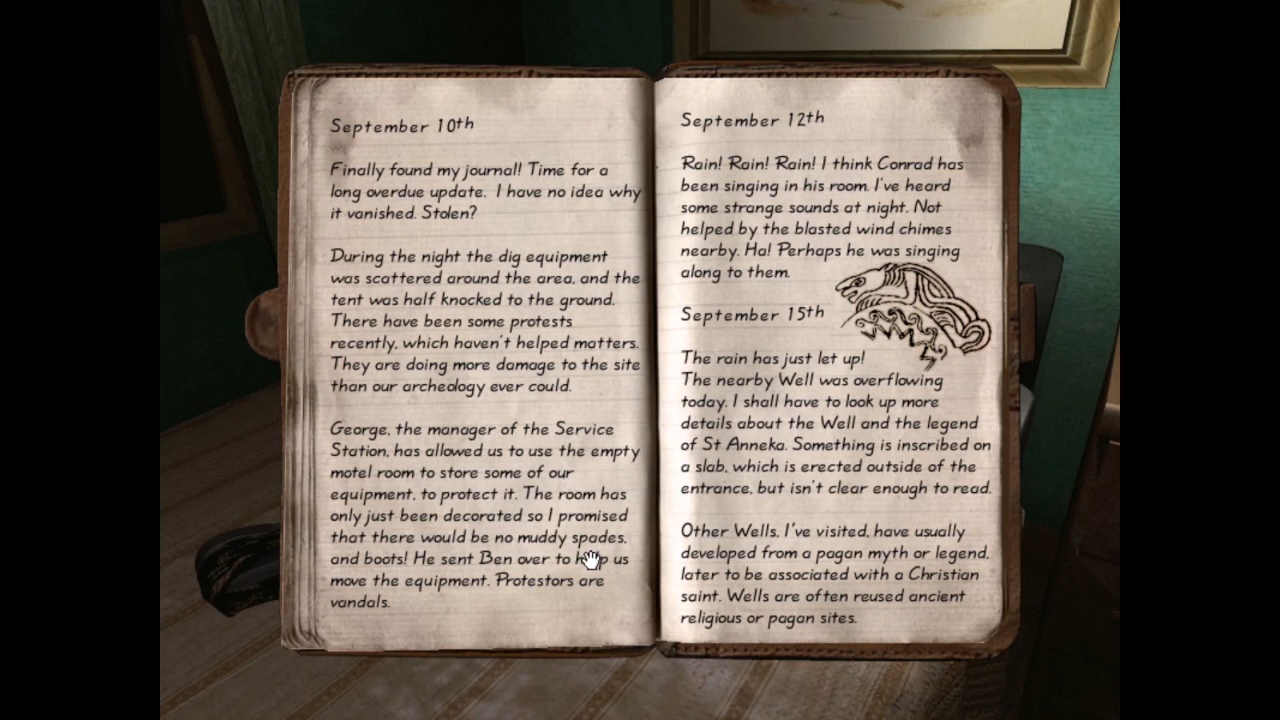 September 10th
Finally found my journal! Time for a
long overdue update. I have no idea why
it vanished. Stolen?
During the night the dig equipment
was scattered around the area, and the
tent was half knocked to the ground.
There have been some protests
recently, which haven't helped matters.
They are doing more damage to the site
than our archeology ever could.
George, the manager of the Service
Station, has allowed us to use the empty
motel room to store some of our
equipment, to protect it. The room has
only just been decorated so I promised
that there would be no muddy spades,
and boots! He sent Ben over to help us
move the equipment. Protestors are
vandals.
September 12th
Rain! Rain! Rain! I think Conrad has
been singing in his room. I've heard
some strange sounds at night. Not
helped by the blasted wind chimes
nearby. Ha! Perhaps he was singing
along to them.
September 15th
The rain has just let up!
The nearby Well was overflowing
today. I shall have to look up more
details about the Well and the legend
of St Anneka. Something is inscribed on
a slab, which is erected outside of the
entrance, but isn't clear enough to read.
Other Wells, I've visited, have usually
developed from a pagan myth or legend,
later to be associated with a Christian
saint. Wells are often reused ancient
religious or pagan sites.